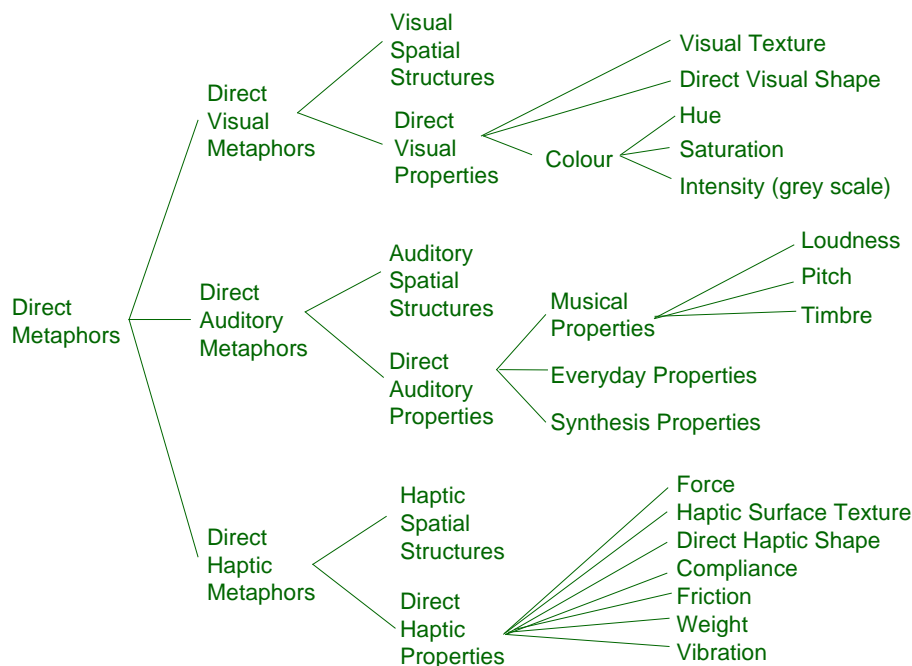 Visual
Spatial
Structures
Visual Texture
Direct Visual Shape
Direct
Visual
Metaphors
Direct
Visual
Properties
Hue
Colour
Saturation
Intensity (grey scale)
Auditory
Spatial
Structures
Loudness
Pitch
Timbre
Direct
Metaphors
Direct
Auditory
Metaphors
Musical
Properties
Direct
Auditory
Properties
Everyday Properties
Synthesis Properties
Haptic
Spatial
Structures
Force
Haptic Surface Texture
Direct Haptic Shape
Compliance
Friction
Weight
Vibration
Direct
Haptic
Metaphors
Direct
Haptic
Properties